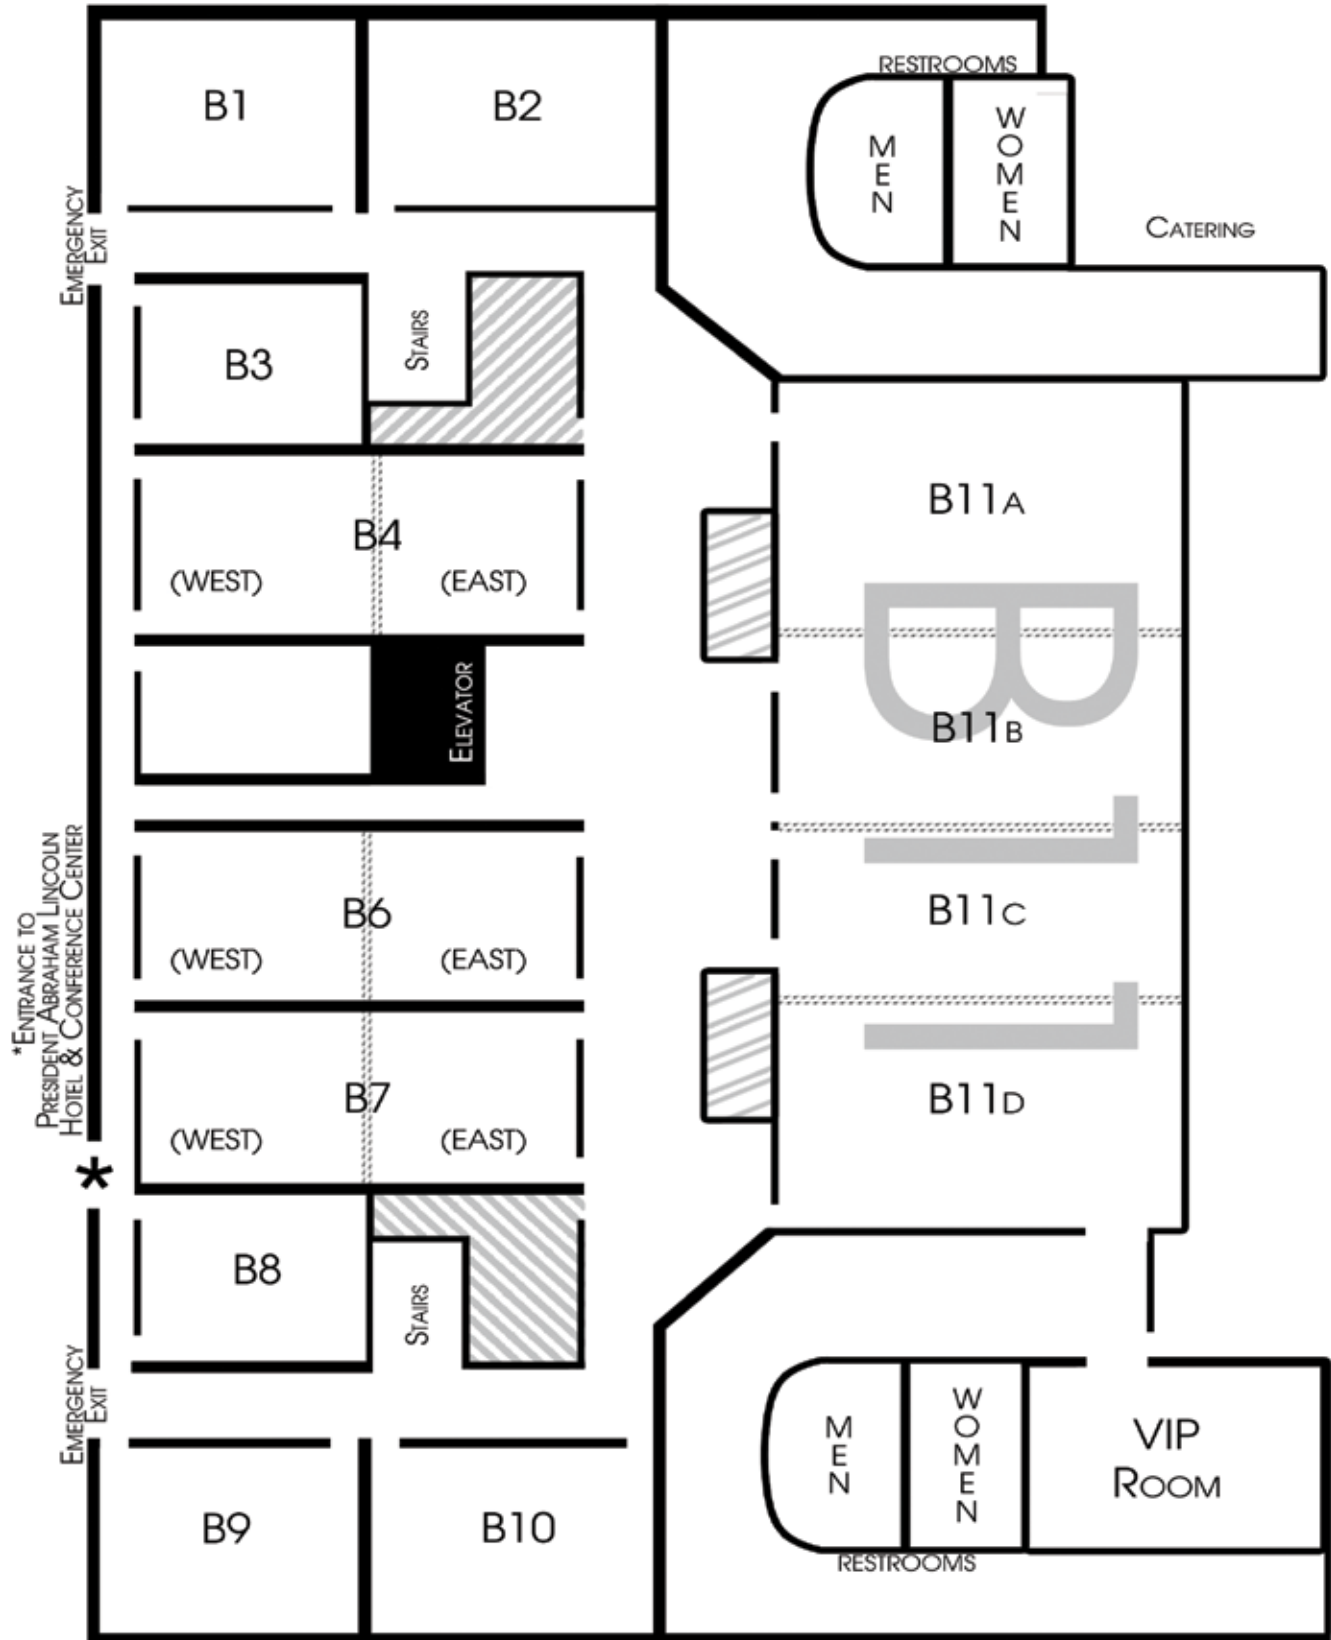 RESTROOMS
B1
B2
MEN
WOMEN
CATERING
EMERGENCY
EXIT
STAIRS
B3
B11A
B4
(WEST)
(EAST)
B11
ELEVATOR
B11B
*ENTRANCE TO
PRESIDENT ABRAHAM LINCOLN
HOTEL & CONFERENCE CENTER
B6
B11C
(WEST)
(EAST)
B7
B11D
(WEST)
(EAST)
*
B8
STAIRS
EMERGENCY
EXIT
MEN
WOMEN
VIP
ROOM
B9
B10
RESTROOMS